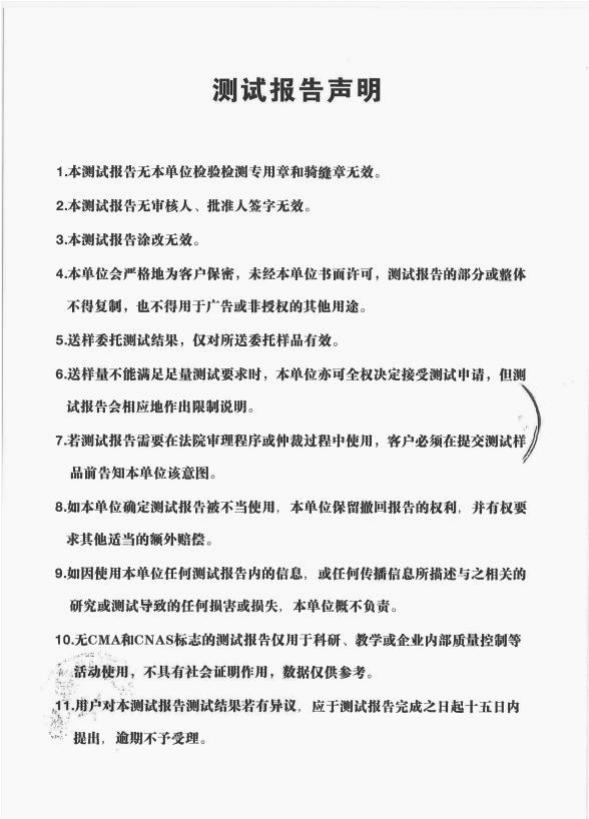 测试报告声明
1.本测试报告无本单位检验检测专用章和骑缝章无效。
2.本测试报告无审核人、批准人签字无效。
3.本测试报告涂改无效。
4.本单位会严格地为客户保密，未经本单位书面许可，测试报告的部分或整体
不得复制，也不得用于广告或非授权的其他用途。
5.送样委托测试结果，仅对所送委托样品有效。
6.送样量不能满足足量测试要求时，本单位亦可全权决定接受测试申请，但测
试报告会相应地作出限制说明。
7.若测试报告需要在法院审理程序或仲裁过程中使用，客户必须在提交测试样
品前告知本单位该意图。
8.如本单位确定测试报告被不当使用，本单位保留撤回报告的权利，并有权要
求其他适当的额外赔偿。
9.如因使用本单位任何测试报告内的信息，或任何传播信息所描述与之相关的
研究或测试导致的任何损害或损失，本单位概不负责。
10.无CMA和CNAS标志的测试报告仅用于科研、教学或企业内部质量控制等
活动使用，不具有社会证明作用，数据仅供参考。
11.用户对本测试报告测试结果若有异议，应于测试报告完成之日起十五日内
提出，逾期不予受理。